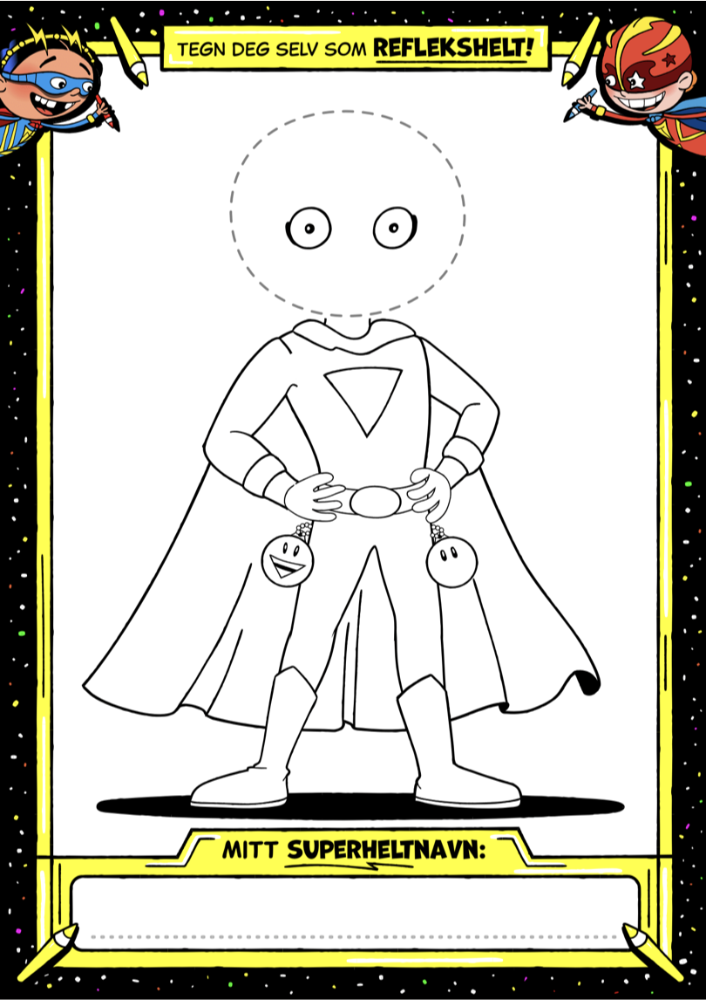 TEGN DEG SELV SOM REFLEKSHELT!
MITT SUPERHELTNAVN: